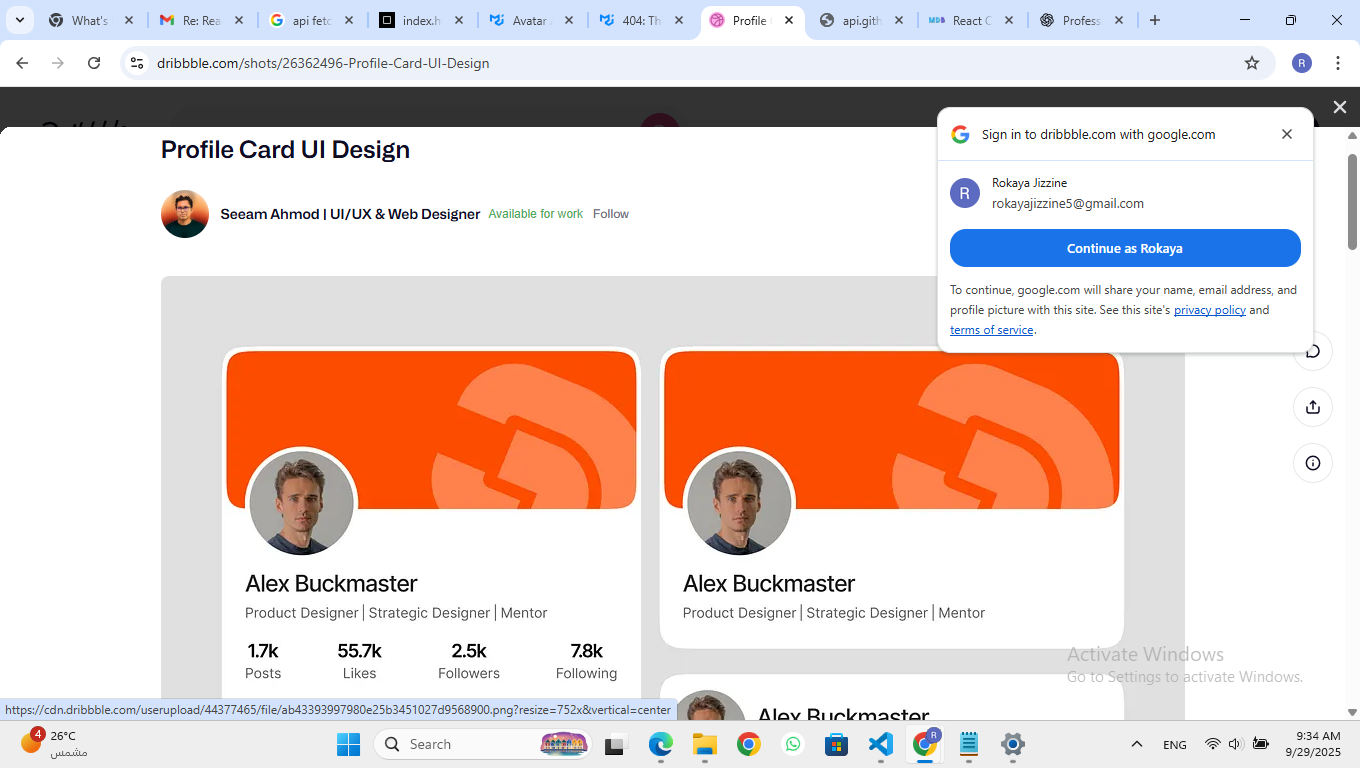 What's
Re: Rea
api fetc
index.h
Avatar
404: Th
Profile
api.gith
React C
Profess
dribbble.com/shots/26362496-Profile-Card-UI-Design
R
Profile Card UI Design
Seeam Ahmod | UI/UX & Web Designer Available for work Follow
Sign in to dribbble.com with google.com
R
Rokaya Jizzine
rokayajizzine5@gmail.com
Continue as Rokaya
To continue, google.com will share your name, email address, and
profile picture with this site. See this site's privacy policy and
terms of service.
Alex Buckmaster
Product Designer | Strategic Designer | Mentor
1.7k 55.7k 2.5k 7.8k
Posts Likes Followers Following
Alex Buckmaster
Product Designer | Strategic Designer | Mentor
Alex Buckmaster
Activate Windows
Go to Settings to activate Windows.
https://cdn.dribbble.com/userupload/44377465/file/ab43393997980e25b3451027d9568900.png?resize=752x&vertical=center
4
26°C
مشمس
Search
R
ENG
9:34 AM
9/29/2025